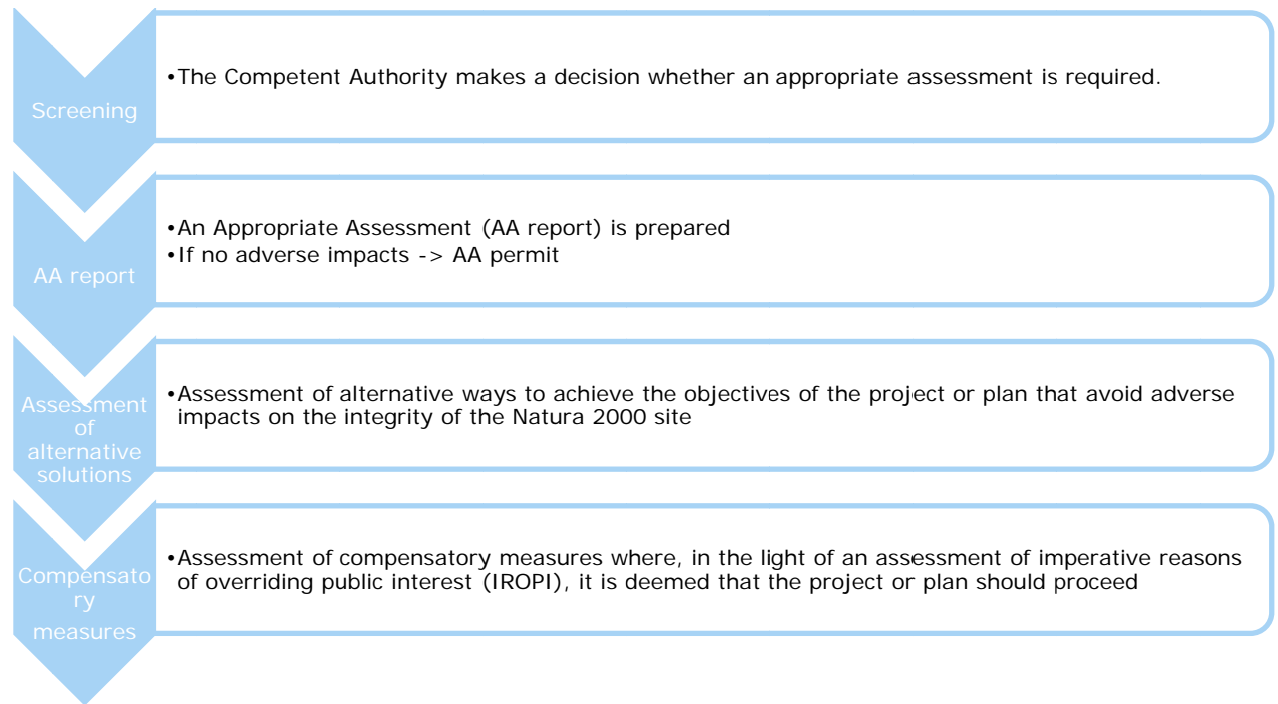 Screening
•The Competent Authority makes a decision whether an appropriate assessment is required.
AA report
•An Appropriate Assessment (AA report) is prepared
•If no adverse impacts -> AA permit
Assessment
of
alternative
solutions
•Assessment of alternative ways to achieve the objectives of the project or plan that avoid adverse
impacts on the integrity of the Natura 2000 site
Compensato
ry
measures
•Assessment of compensatory measures where, in the light of an assessment of imperative reasons
of overriding public interest (IROPI), it is deemed that the project or plan should proceed